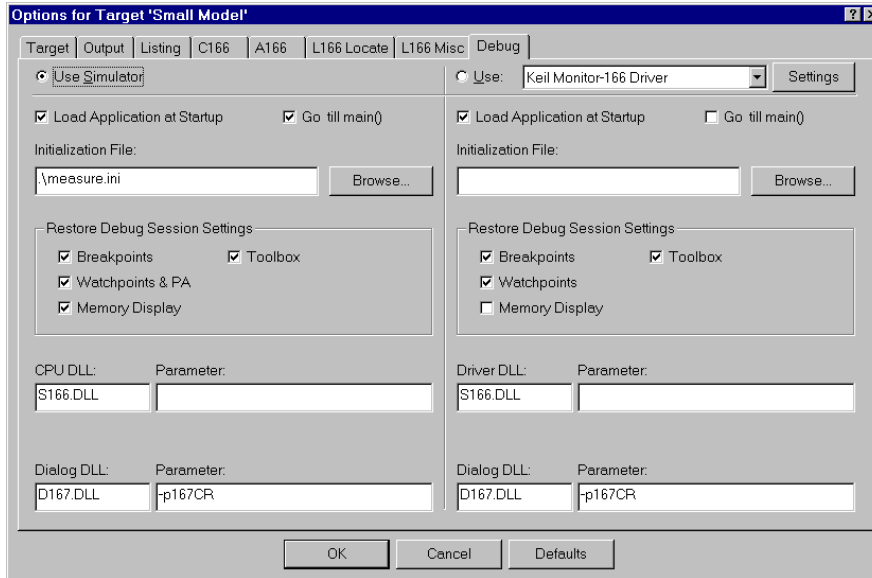 Options for Target 'Small Model'
Target Output Listing C166 A166 L166 Locate L166 Misc Debug
Use Simulator Use: Keil Monitor-166 Driver Settings
Load Application at Startup Go till main() Load Application at Startup Go till main()
Initialization File: Initialization File:
.\measure.ini Browse... Browse...
Restore Debug Session Settings Restore Debug Session Settings
Breakpoints Toolbox Breakpoints Toolbox
Watchpoints & PA Watchpoints
Memory Display Memory Display
CPU DLL: Parameter: Driver DLL: Parameter:
S166.DLL S166.DLL
Dialog DLL: Parameter: Dialog DLL: Parameter:
D167.DLL -p167CR D167.DLL -p167CR
OK Cancel Defaults